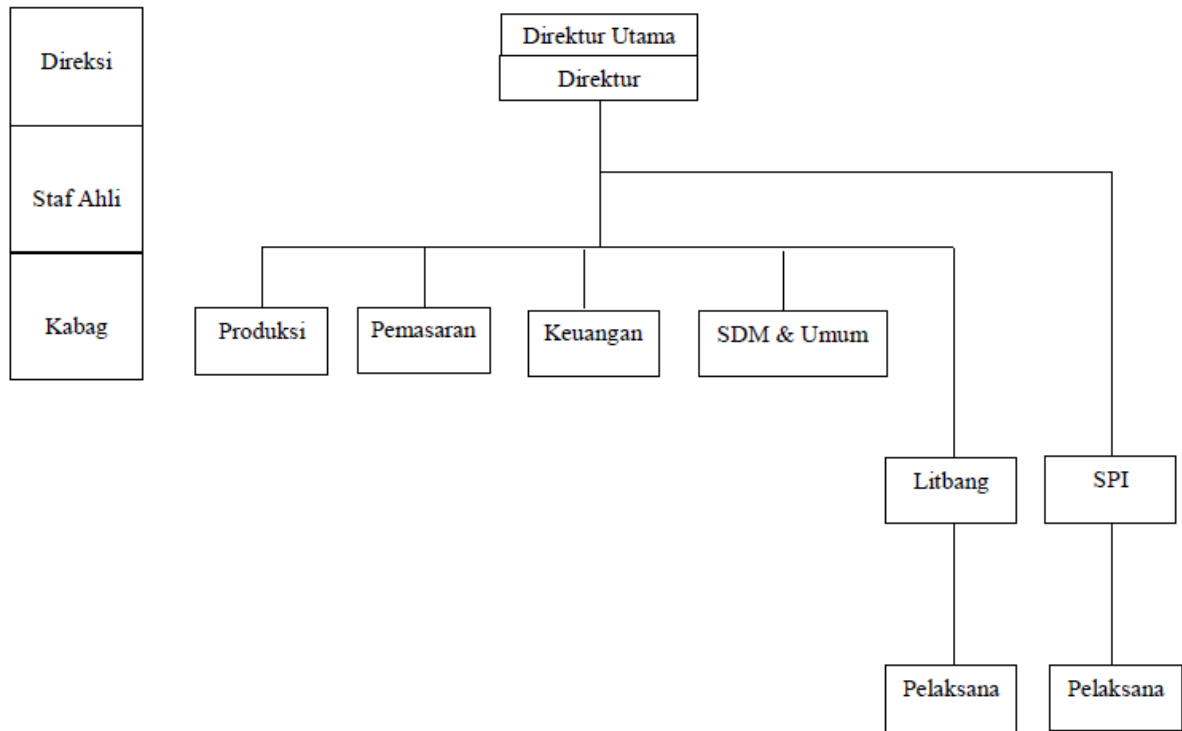 Direksi
Direktur Utama
Direktur
Staf Ahli
Kabag
Produksi
Pemasaran
Keuangan
SDM & Umum
Litbang
SPI
Pelaksana
Pelaksana